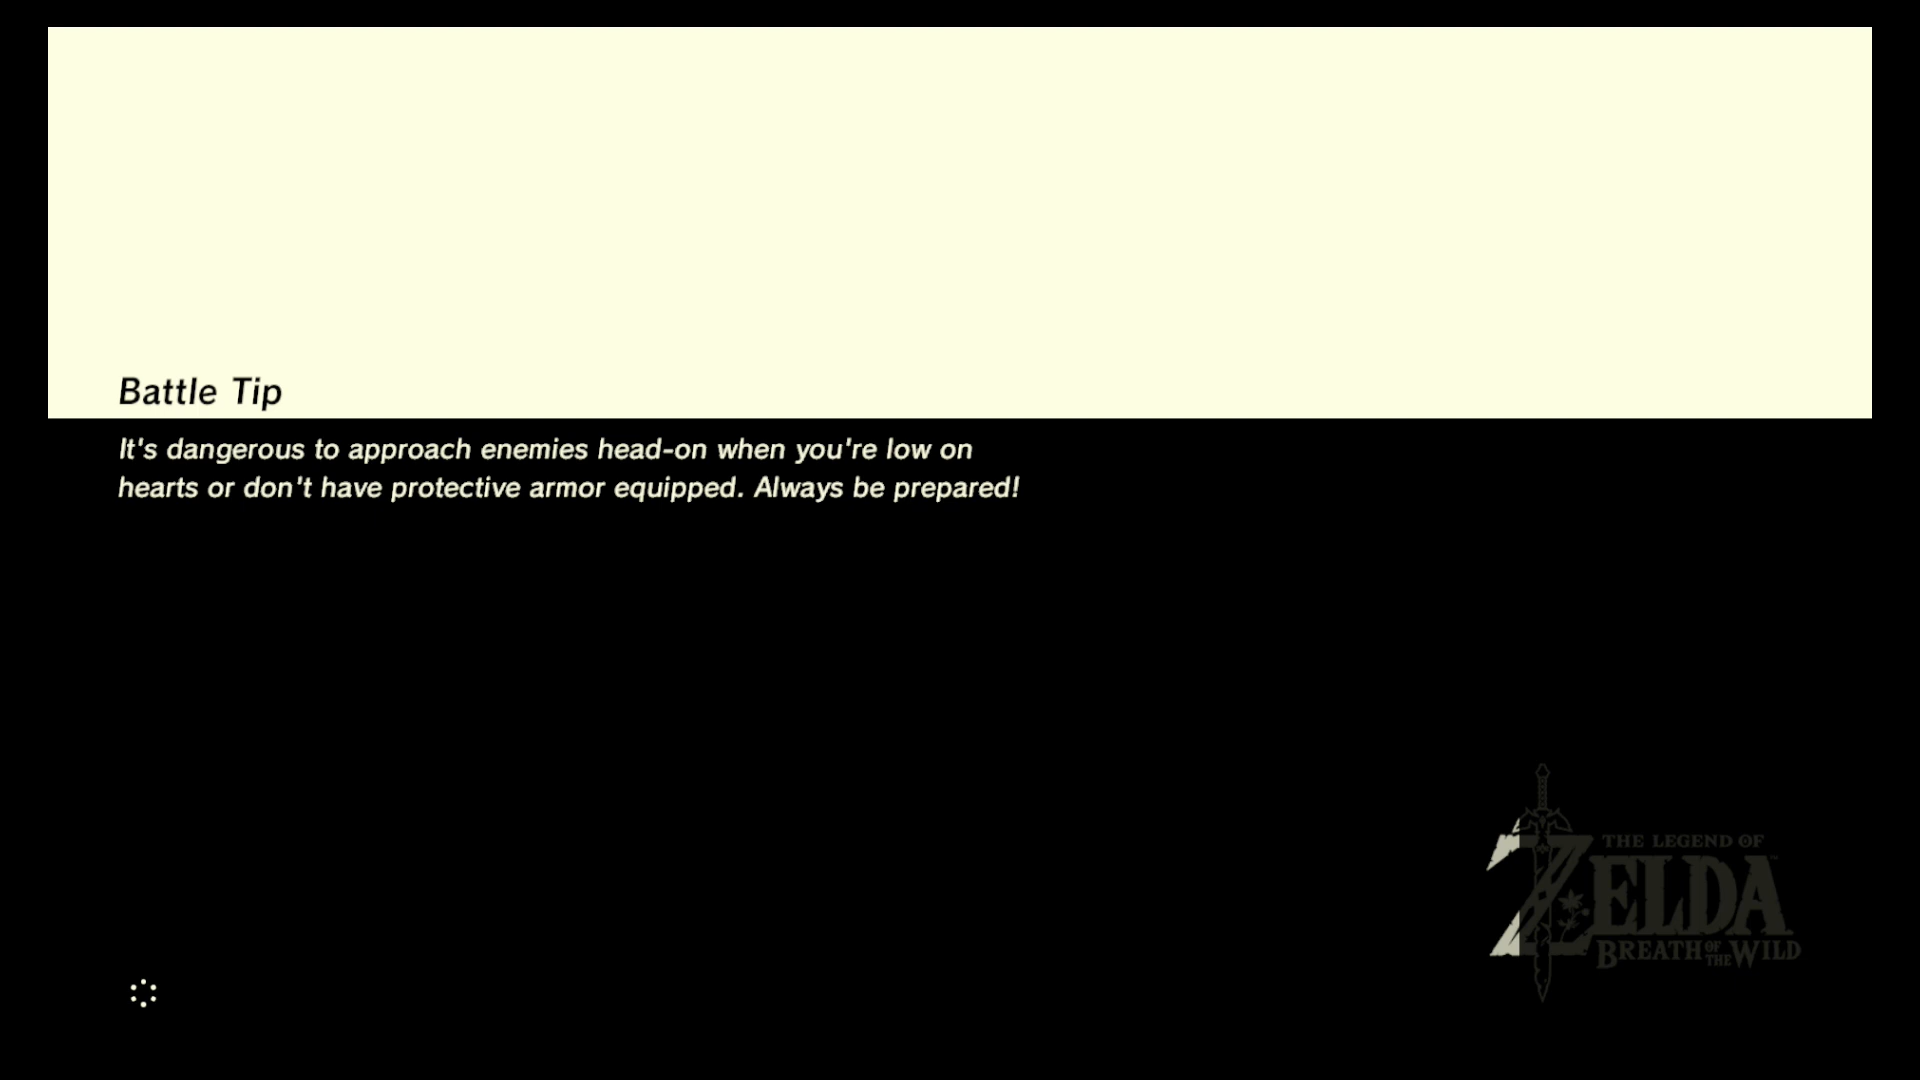 Battle Tip
It's dangerous to approach enemies head-on when you're low on
hearts or don't have protective armor equipped. Always be prepared!
THE LEGEND OF
ZELDA
BREATH OF THE WILD